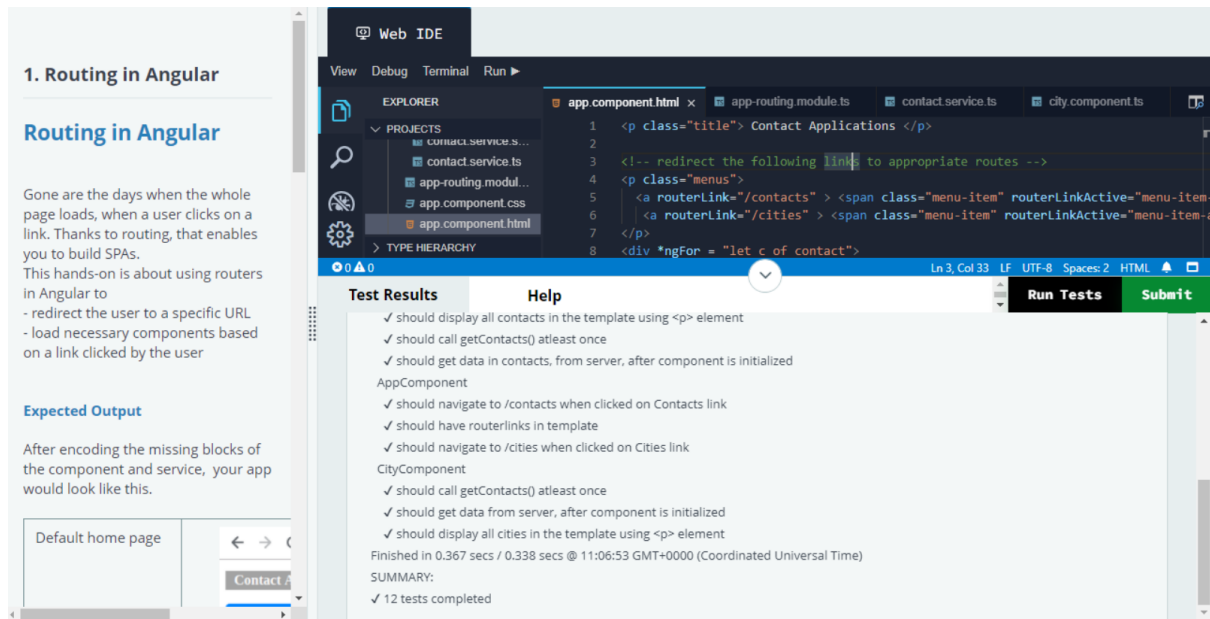 1. Routing in Angular
Routing in Angular
Gone are the days when the whole
page loads, when a user clicks on a
link. Thanks to routing, that enables
you to build SPAs.
This hands-on is about using routers
in Angular to
- redirect the user to a specific URL
- load necessary components based
on a link clicked by the user
Expected Output
After encoding the missing blocks of
the component and service, your app
would look like this.
Default home page
Contact A
Web IDE
View Debug Terminal Run
EXPLORER
PROJECTS
contact.service.s...
contact.service.ts
app-routing.modul...
app.component.css
app.component.html
TYPE HIERARCHY
app.component.html × app-routing.module.ts contact.service.ts city.component.ts
1 <p class="title"> Contact Applications </p>
2
3 <!-- redirect the following links to appropriate routes -->
4 <p class="menus">
5 <a routerLink="/contacts" > <span class="menu-item" routerLinkActive="menu-item-
6 <a routerLink="/cities" > <span class="menu-item" routerLinkActive="menu-item-a
7 </p>
8 <div *ngFor = "let c of contact">
0 0 Ln 3, Col 33 LF UTF-8 Spaces: 2 HTML
Test Results Help Run Tests Submit
✓ should display all contacts in the template using <p> element
✓ should call getContacts() atleast once
✓ should get data in contacts, from server, after component is initialized
AppComponent
✓ should navigate to /contacts when clicked on Contacts link
✓ should have routerlinks in template
✓ should navigate to /cities when clicked on Cities link
CityComponent
✓ should call getContacts() atleast once
✓ should get data from server, after component is initialized
✓ should display all cities in the template using <p> element
Finished in 0.367 secs / 0.338 secs @ 11:06:53 GMT+0000 (Coordinated Universal Time)
SUMMARY:
✓ 12 tests completed